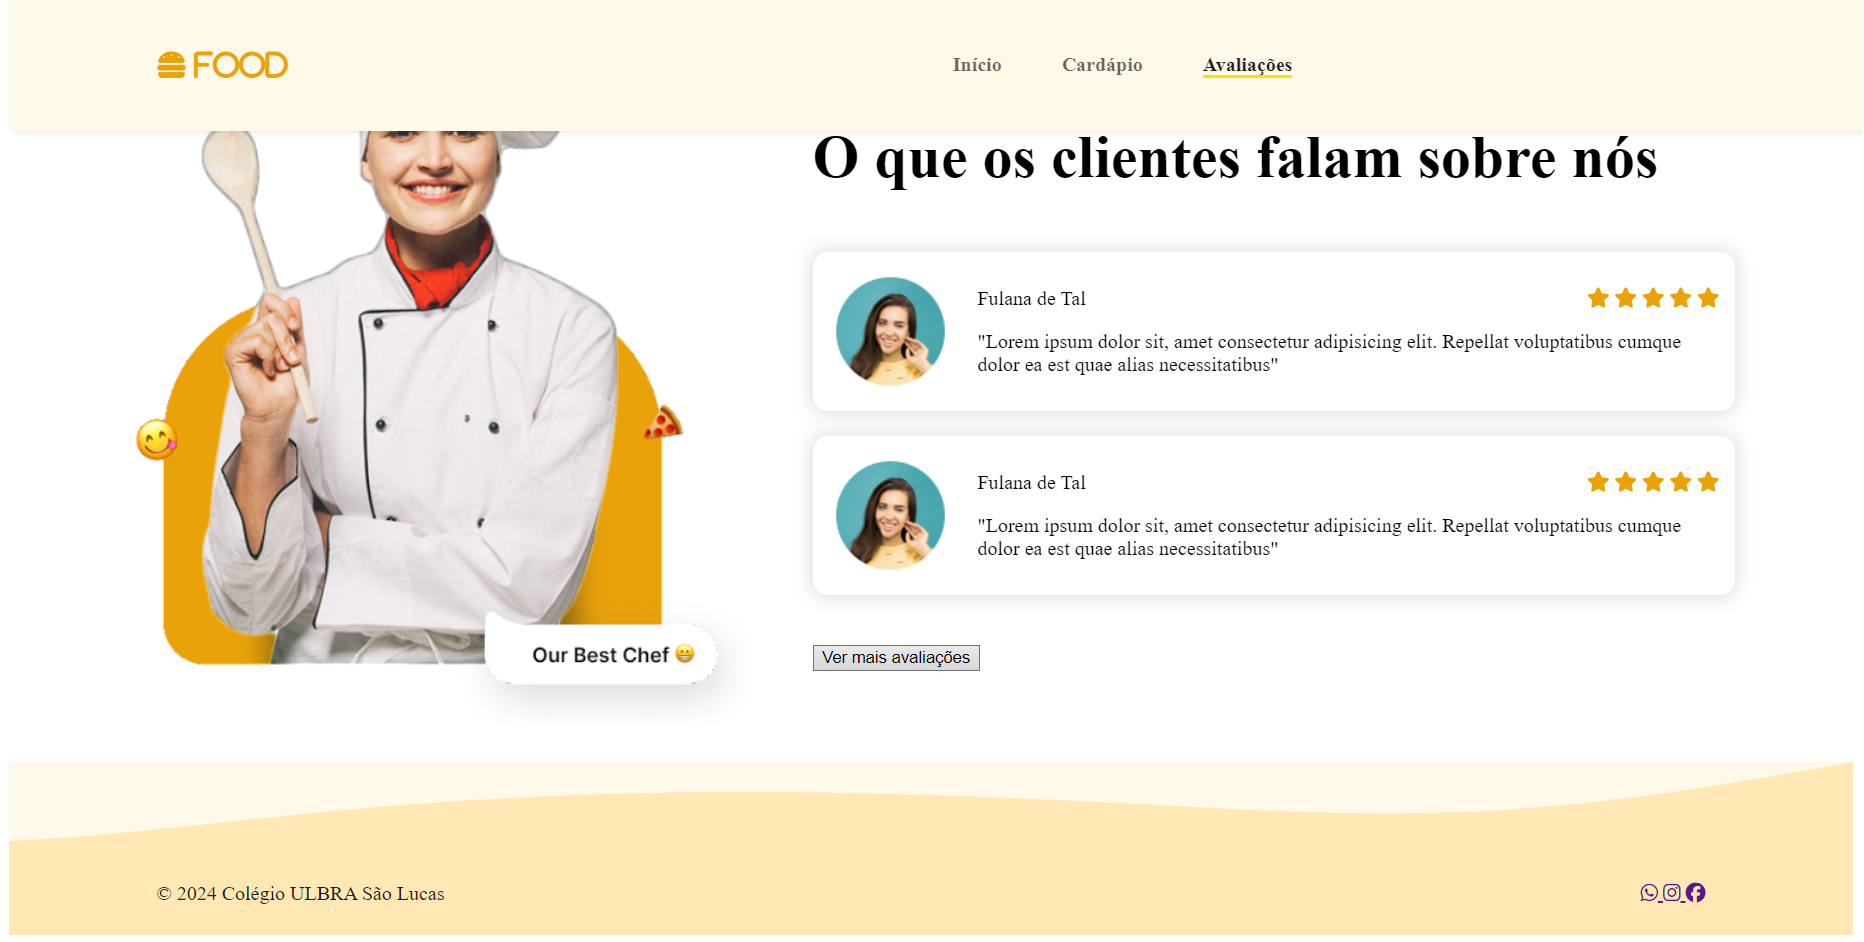 FOOD
Início Cardápio Avaliações
O que os clientes falam sobre nós
Fulana de Tal
"Lorem ipsum dolor sit, amet consectetur adipisicing elit. Repellat voluptatibus cumque
dolor ea est quae alias necessitatibus"
Fulana de Tal
"Lorem ipsum dolor sit, amet consectetur adipisicing elit. Repellat voluptatibus cumque
dolor ea est quae alias necessitatibus"
Our Best Chef 😁
Ver mais avaliações
© 2024 Colégio ULBRA São Lucas